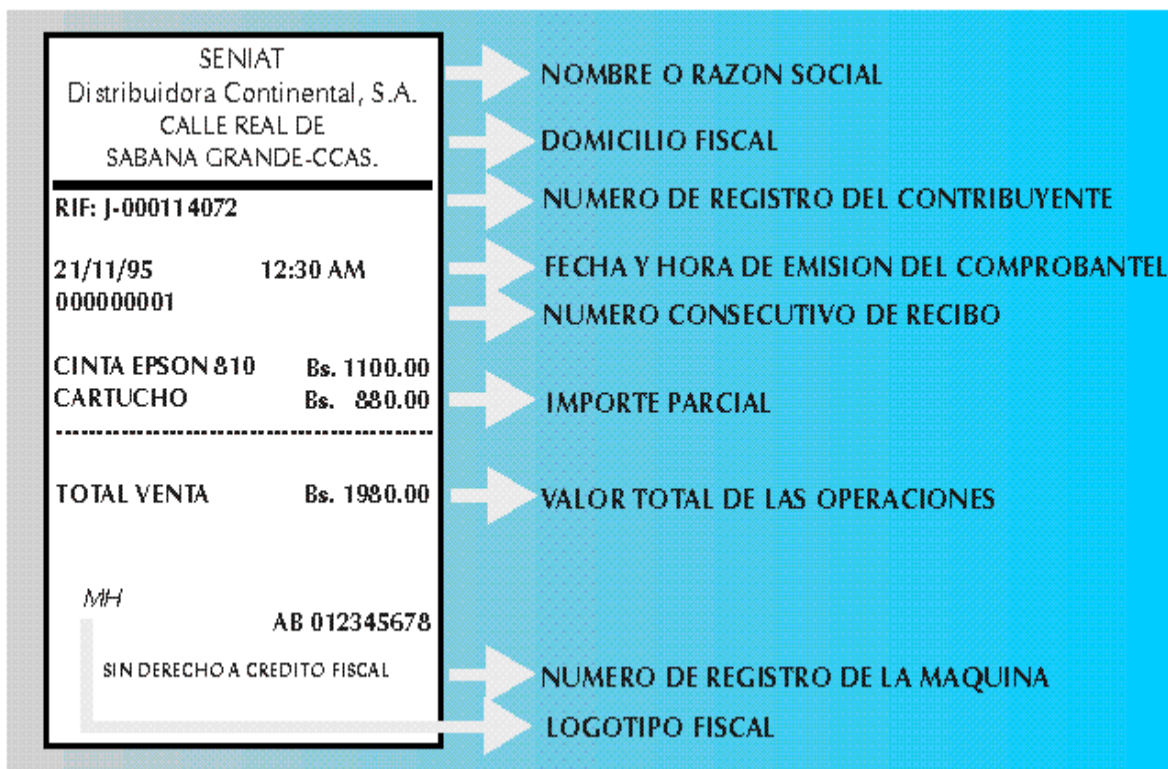 SENIAT
Distribuidora Continental, S.A.
CALLE REAL DE
SABANA GRANDE-CCAS.
RIF: J-000114072
21/11/95 12:30 AM
000000001
CINTA EPSON 810 Bs. 1100.00
CARTUCHO Bs. 880.00
TOTAL VENTA Bs. 1980.00
MH
AB 012345678
SIN DERECHO A CREDITO FISCAL
NOMBRE O RAZON SOCIAL
DOMICILIO FISCAL
NUMERO DE REGISTRO DEL CONTRIBUYENTE
FECHA Y HORA DE EMISION DEL COMPROBANTEL
NUMERO CONSECUTIVO DE RECIBO
IMPORTE PARCIAL
VALOR TOTAL DE LAS OPERACIONES
NUMERO DE REGISTRO DE LA MAQUINA
LOGOTIPO FISCAL